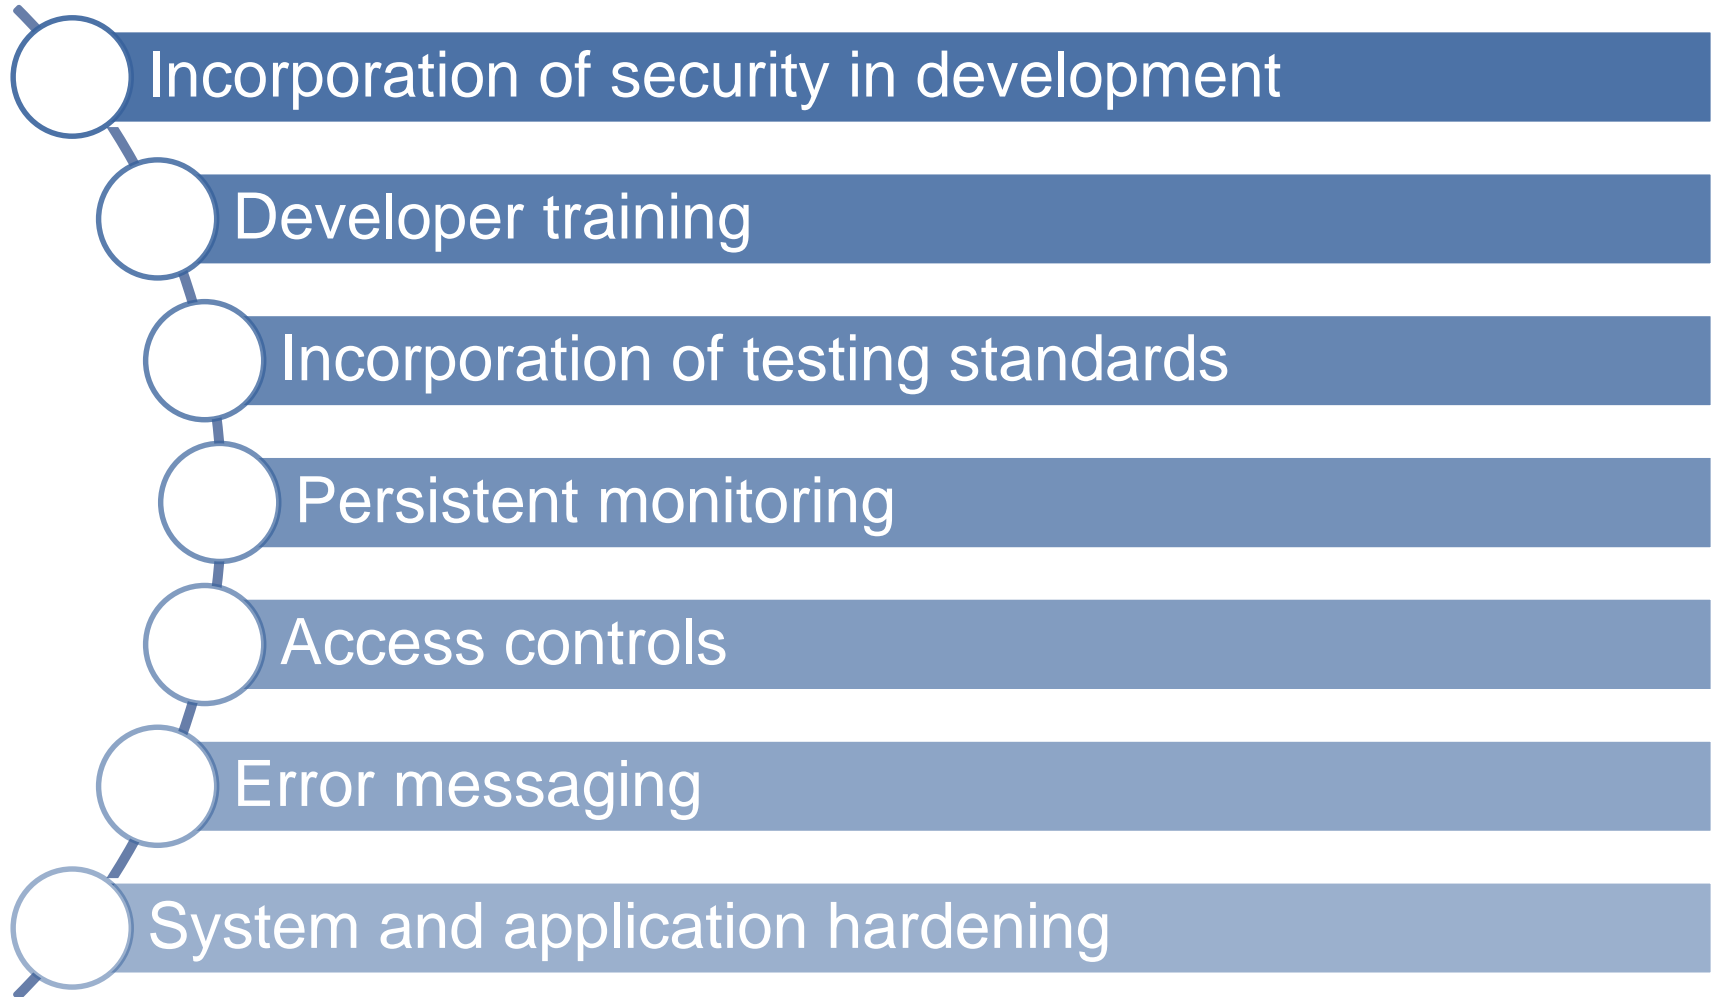 Incorporation of security in development
Developer training
Incorporation of testing standards
Persistent monitoring
Access controls
Error messaging
System and application hardening